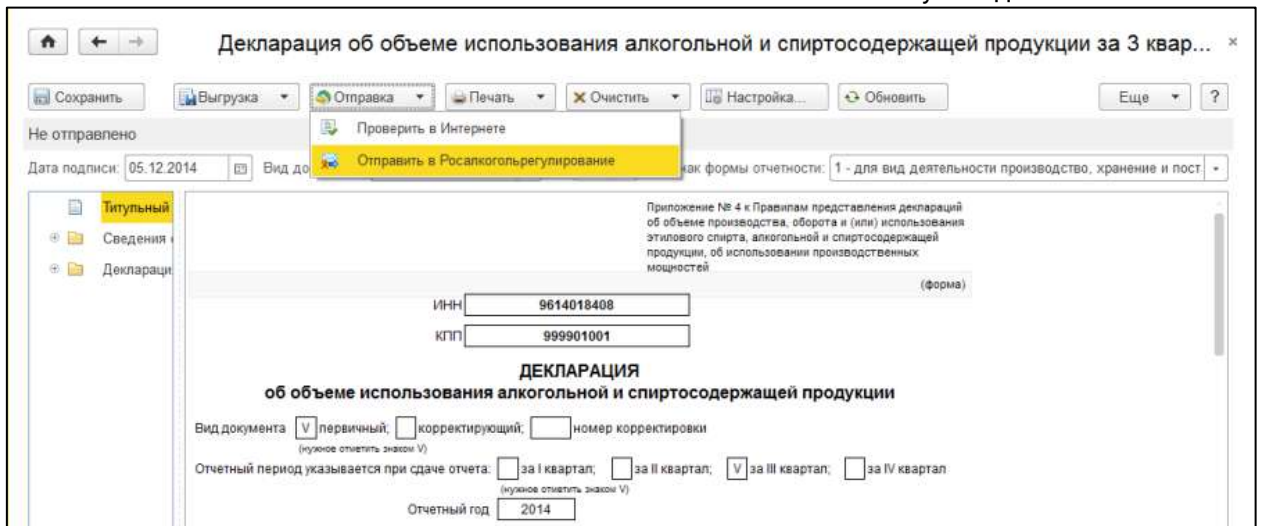 Декларация об объеме использования алкогольной и спиртосодержащей продукции за 3 квар... ×
Сохранить Выгрузка Отправка Печать Очистить Настройка... Обновить Еще ?
Не отправлено
Проверить в Интернете
Отправить в Росалкогольрегулирование
Дата подписи: 05.12.2014 Вид до как формы отчетности: 1 - для вид деятельности производство, хранение и пост
Титульный
Сведения
Декларац
Приложение № 4 к Правилам представления деклараций
об объеме производства, оборота и (или) использования
этилового спирта, алкогольной и спиртосодержащей
продукции, об использовании производственных
мощностей
(форма)
ИНН 9614018408
КПП 999901001
ДЕКЛАРАЦИЯ
об объеме использования алкогольной и спиртосодержащей продукции
Вид документа V первичный; корректирующий; номер корректировки
(нужное отметить знаком V)
Отчетный период указывается при сдаче отчета: за I квартал; за II квартал; V за III квартал; за IV квартал
(нужное отметить знаком V)
Отчетный год 2014